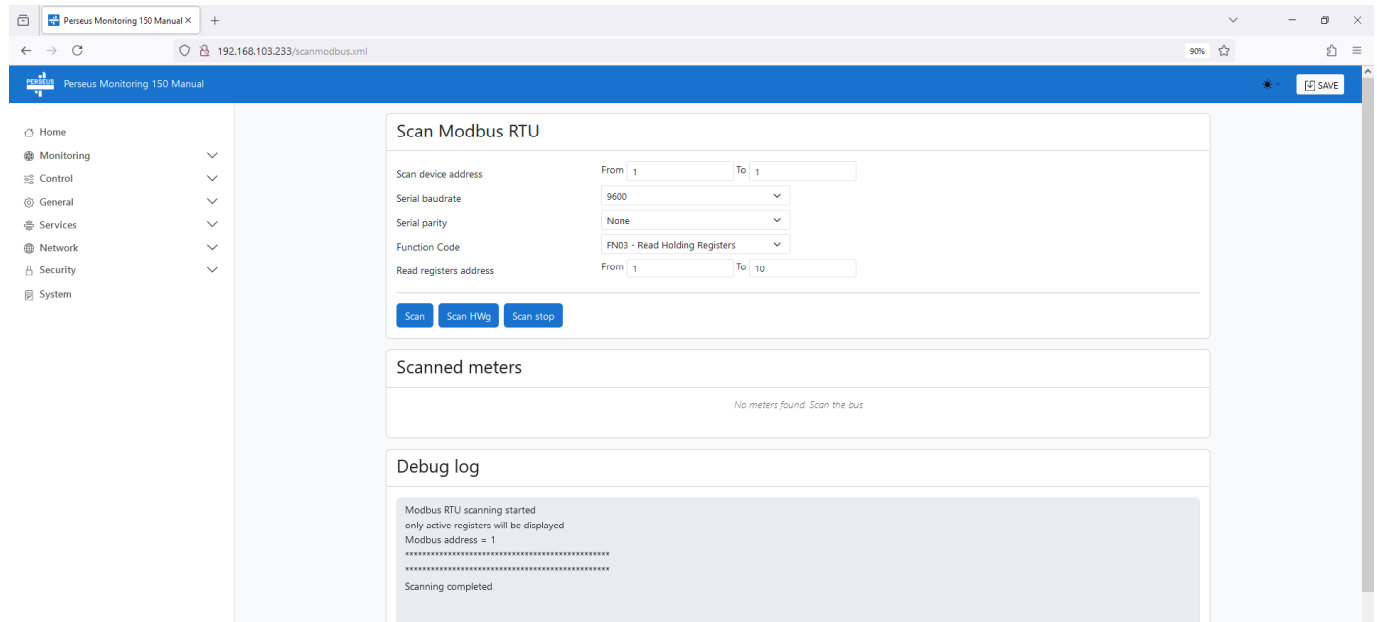 Perseus Monitoring 150 Manual
192.168.103.233/scanmodbus.xml
90%
PERSEUS
Perseus Monitoring 150 Manual
SAVE
Home
Monitoring
Control
General
Services
Network
Security
System
Scan Modbus RTU
Scan device address From 1 To 1
Serial baudrate 9600
Serial parity None
Function Code FN03 - Read Holding Registers
Read registers address From 1 To 10
Scan Scan HWg Scan stop
Scanned meters
No meters found. Scan the bus
Debug log
Modbus RTU scanning started
only active registers will be displayed
Modbus address = 1
************************************************
************************************************
Scanning completed